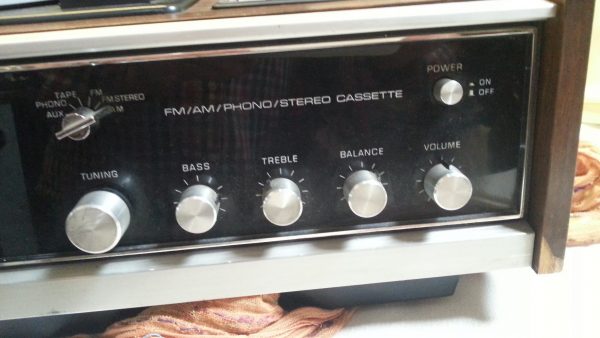 POWER
ON
OFF
TAPE
FM
PHONO
FM STEREO
AUX
AM
FM/AM/PHONO/STEREO CASSETTE
TUNING
BASS
TREBLE
BALANCE
VOLUME